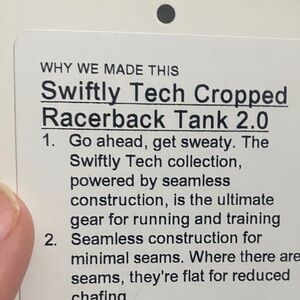 WHY WE MADE THIS
Swiftly Tech Cropped
Racerback Tank 2.0
1. Go ahead, get sweaty. The
Swiftly Tech collection,
powered by seamless
construction, is the ultimate
gear for running and training
2. Seamless construction for
minimal seams. Where there are
seams, they're flat for reduced
chafing